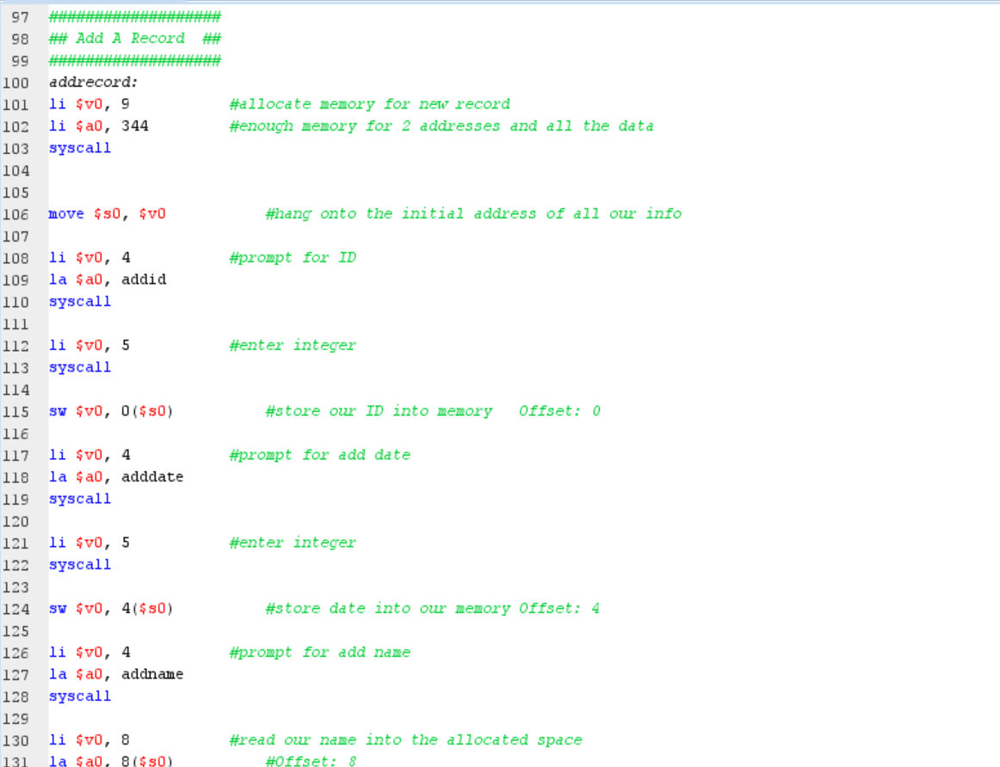 97 ###################
98 ## Add A Record  ##
99 ###################
100 addrecord:
101 li $v0, 9 #allocate memory for new record
102 li $a0, 344 #enough memory for 2 addresses and all the data
103 syscall
104
105
106 move $s0, $v0 #hang onto the initial address of all our info
107
108 li $v0, 4 #prompt for ID
109 la $a0, addid
110 syscall
111
112 li $v0, 5 #enter integer
113 syscall
114
115 sw $v0, 0($s0) #store our ID into memory   Offset: 0
116
117 li $v0, 4 #prompt for add date
118 la $a0, adddate
119 syscall
120
121 li $v0, 5 #enter integer
122 syscall
123
124 sw $v0, 4($s0) #store date into our memory Offset: 4
125
126 li $v0, 4 #prompt for add name
127 la $a0, addname
128 syscall
129
130 li $v0, 8 #read our name into the allocated space
131 la $a0, 8($s0) #Offset: 8